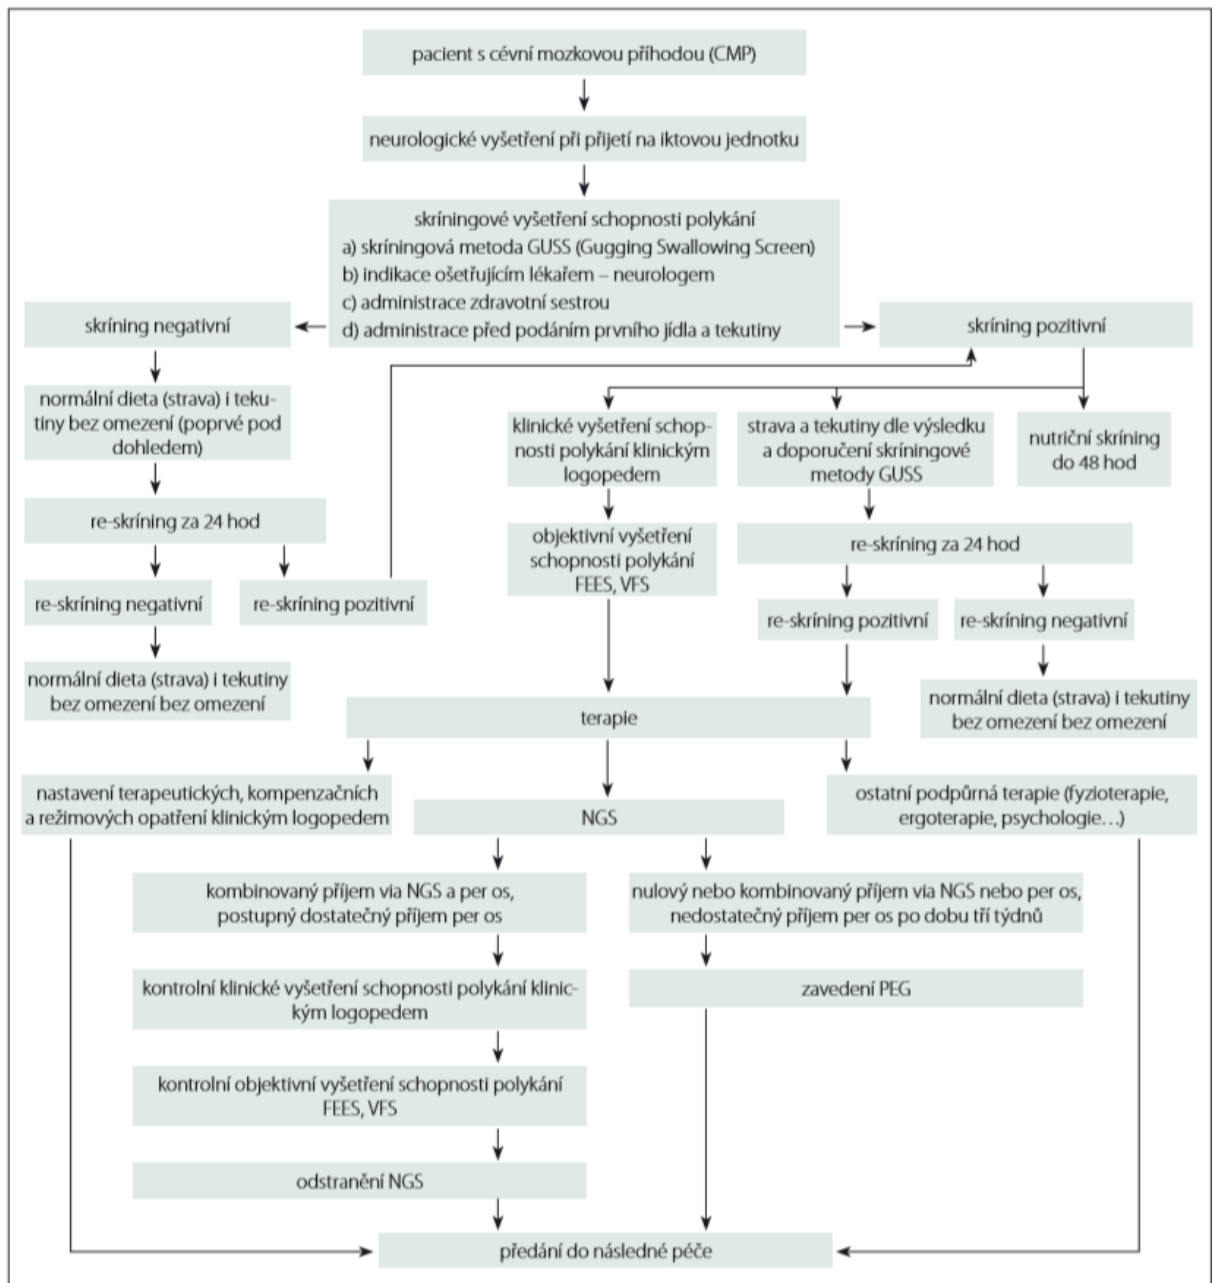 pacient s cévní mozkovou příhodou (CMP)
neurologické vyšetření při přijetí na iktovou jednotku
skríningové vyšetření schopnosti polykání
a) skríningová metoda GUSS (Gugging Swallowing Screen)
b) indikace ošetřujícím lékařem – neurologem
c) administrace zdravotní sestrou
d) administrace před podáním prvního jídla a tekutiny
skríning negativní
skríning pozitivní
normální dieta (strava) i teku-
tiny bez omezení (poprvé pod
dohledem)
klinické vyšetření schop-
nosti polykání klinickým
logopedem
strava a tekutiny dle výsledku
a doporučení skríningové
metody GUSS
nutriční skríning
do 48 hod
re-skríning za 24 hod
objektivní vyšetření
schopnosti polykání
FEES, VFS
re-skríning za 24 hod
re-skríning negativní
re-skríning pozitivní
re-skríning pozitivní
re-skríning negativní
normální dieta (strava) i tekutiny
bez omezení bez omezení
normální dieta (strava) i tekutiny
bez omezení bez omezení
terapie
nastavení terapeutických, kompenzačních
a režimových opatření klinickým logopedem
NGS
ostatní podpůrná terapie (fyzioterapie,
ergoterapie, psychologie…)
kombinovaný příjem via NGS a per os,
postupný dostatečný příjem per os
nulový nebo kombinovaný příjem via NGS nebo per os,
nedostatečný příjem per os po dobu tří týdnů
kontrolní klinické vyšetření schopnosti polykání klinic-
kým logopedem
zavedení PEG
kontrolní objektivní vyšetření schopnosti polykání
FEES, VFS
odstranění NGS
předání do následné péče